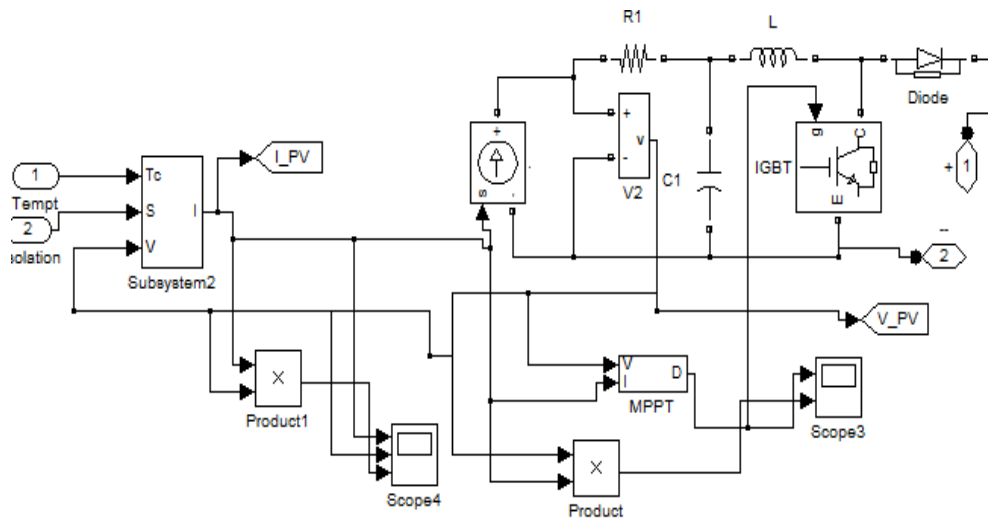 R1
L
Diode
+
-
s
+
-
v
V2
C1
g
C
E
IGBT
+
1
-
2
I_PV
1
Tempt
2
olation
Tc
S
V
I
Subsystem2
V_PV
X
Product1
V
I
D
MPPT
Scope3
Scope4
X
Product